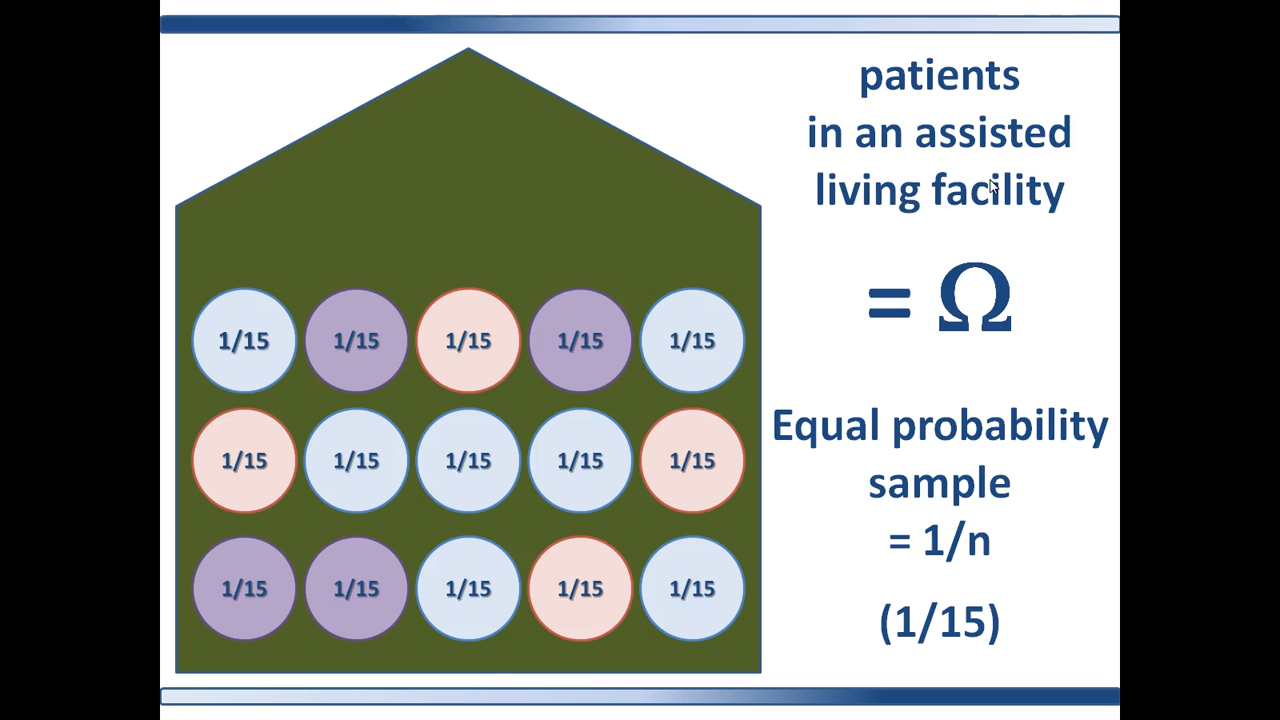 patients
in an assisted
living facility
= Ω
1/15 1/15 1/15 1/15 1/15
1/15 1/15 1/15 1/15 1/15
1/15 1/15 1/15 1/15 1/15
Equal probability
sample
= 1/n
(1/15)